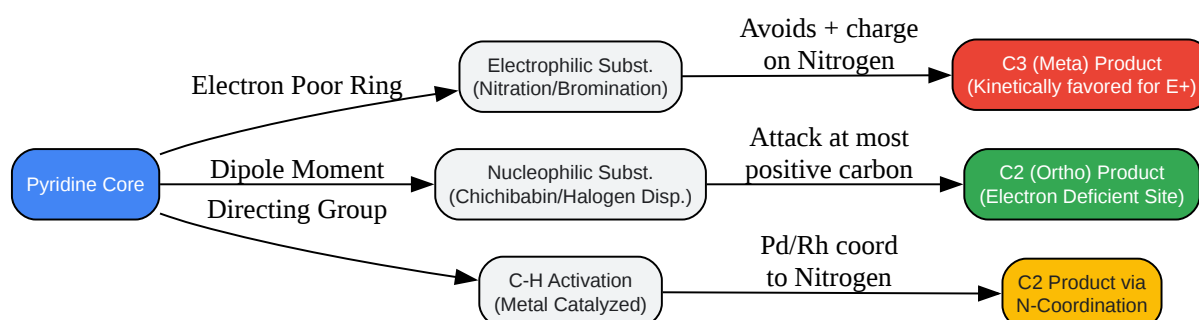 Pyridine Core
Electron Poor Ring
Dipole Moment
Directing Group
Electrophilic Subst.
(Nitration/Bromination)
Nucleophilic Subst.
(Chichibabin/Halogen Disp.)
C-H Activation
(Metal Catalyzed)
Avoids + charge
on Nitrogen
Attack at most
positive carbon
Pd/Rh coord
to Nitrogen
C3 (Meta) Product
(Kinetically favored for E+)
C2 (Ortho) Product
(Electron Deficient Site)
C2 Product via
N-Coordination